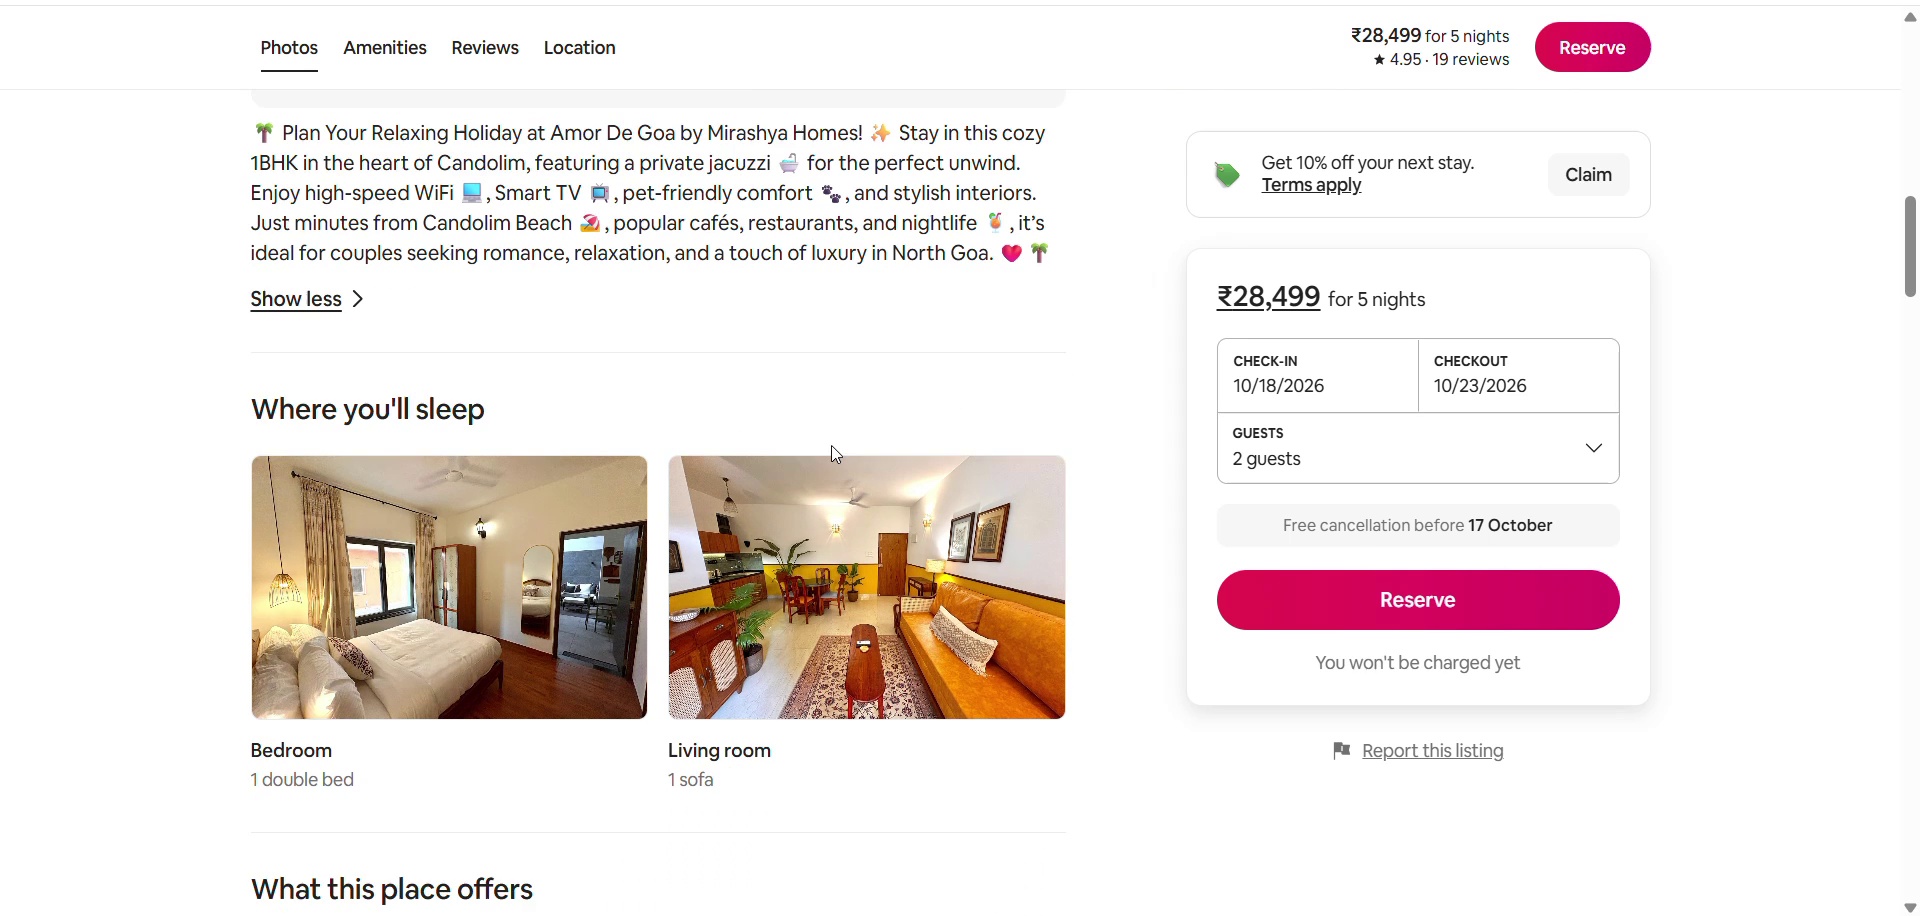 Photos Amenities Reviews Location
₹28,499 for 5 nights
★ 4.95 · 19 reviews
Reserve
🌴 Plan Your Relaxing Holiday at Amor De Goa by Mirashya Homes! ✨ Stay in this cozy
1BHK in the heart of Candolim, featuring a private jacuzzi 🛁 for the perfect unwind.
Enjoy high-speed WiFi 💻, Smart TV 📺, pet-friendly comfort 🐾, and stylish interiors.
Just minutes from Candolim Beach 🏖️, popular cafés, restaurants, and nightlife 🍹, it’s
ideal for couples seeking romance, relaxation, and a touch of luxury in North Goa. ❤️ 🌴
Show less
Where you'll sleep
Bedroom
1 double bed
Living room
1 sofa
What this place offers
Get 10% off your next stay.
Terms apply
Claim
₹28,499 for 5 nights
CHECK-IN
10/18/2026
CHECKOUT
10/23/2026
GUESTS
2 guests
Free cancellation before 17 October
Reserve
You won't be charged yet
Report this listing